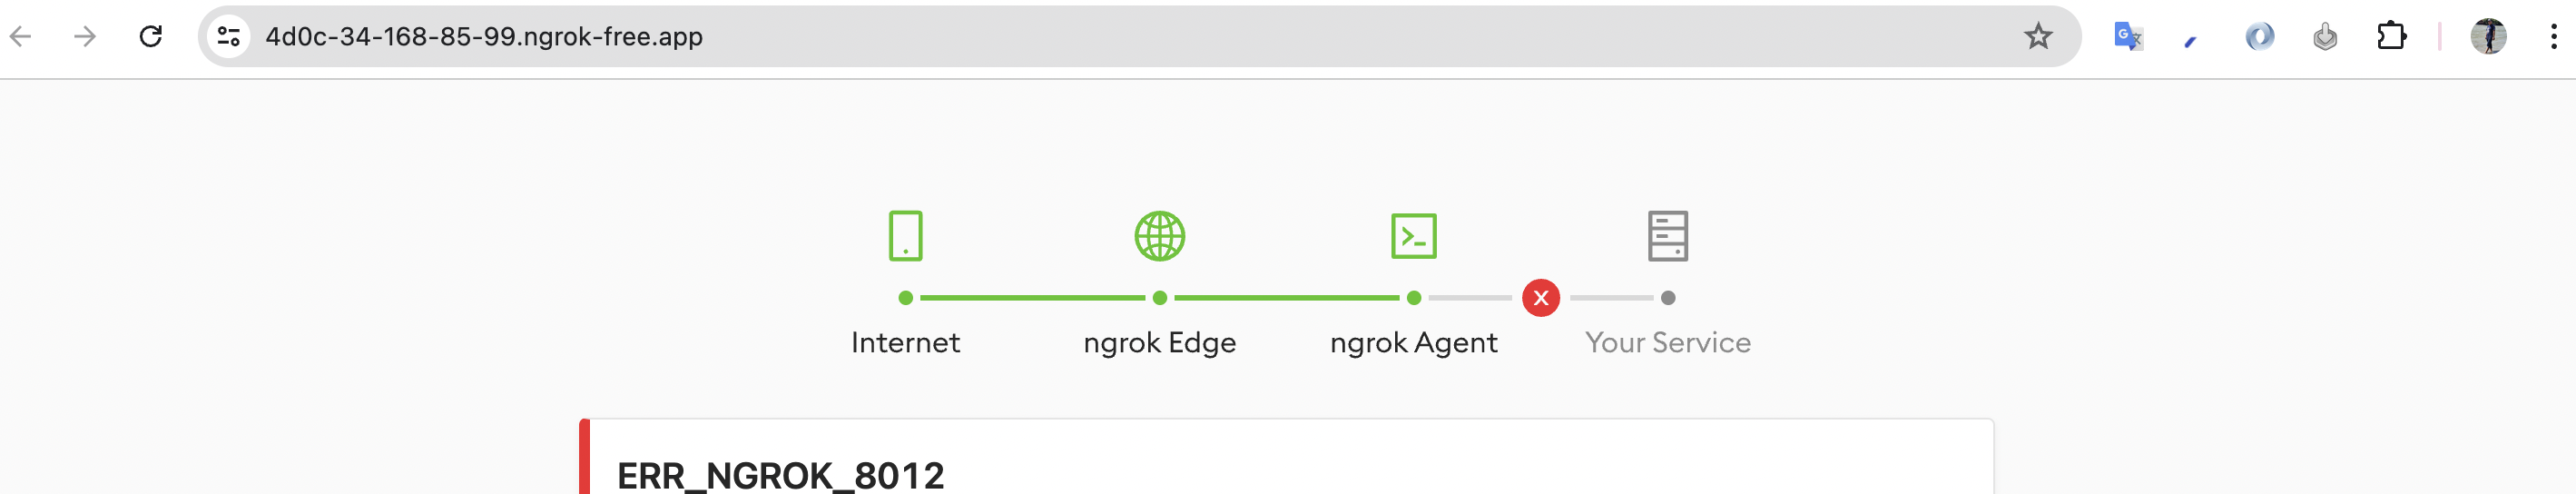 4d0c-34-168-85-99.ngrok-free.app
Internet
ngrok Edge
ngrok Agent
Your Service
ERR_NGROK_8012